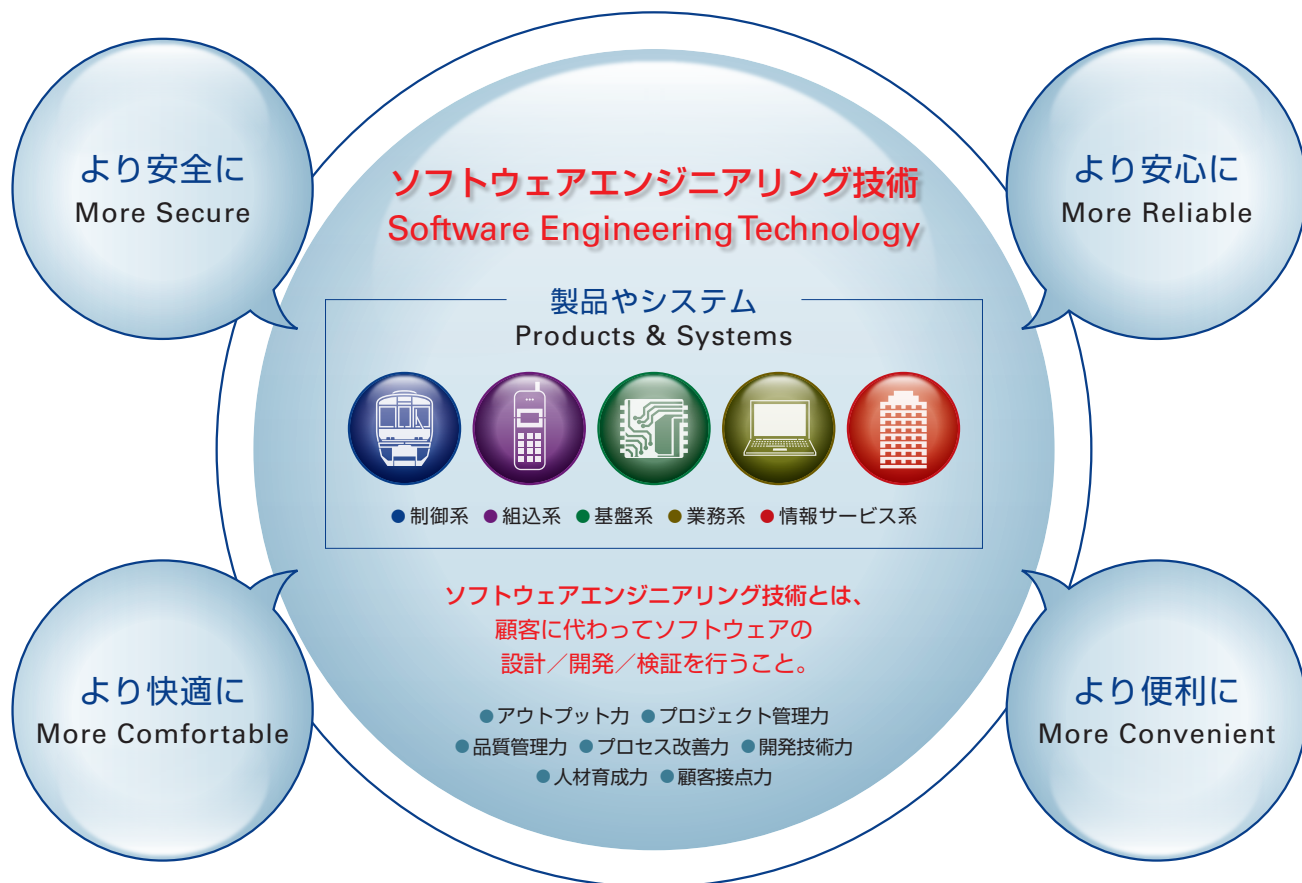 より安全に
More Secure
より安心に
More Reliable
ソフトウェアエンジニアリング技術
Software Engineering Technology
製品やシステム
Products & Systems
●制御系 ●組込系 ●基盤系 ●業務系 ●情報サービス系
ソフトウェアエンジニアリング技術とは、
顧客に代わってソフトウェアの
設計／開発／検証を行うこと。
●アウトプット力 ●プロジェクト管理力
●品質管理力 ●プロセス改善力 ●開発技術力
●人材育成力 ●顧客接点力
より快適に
More Comfortable
より便利に
More Convenient